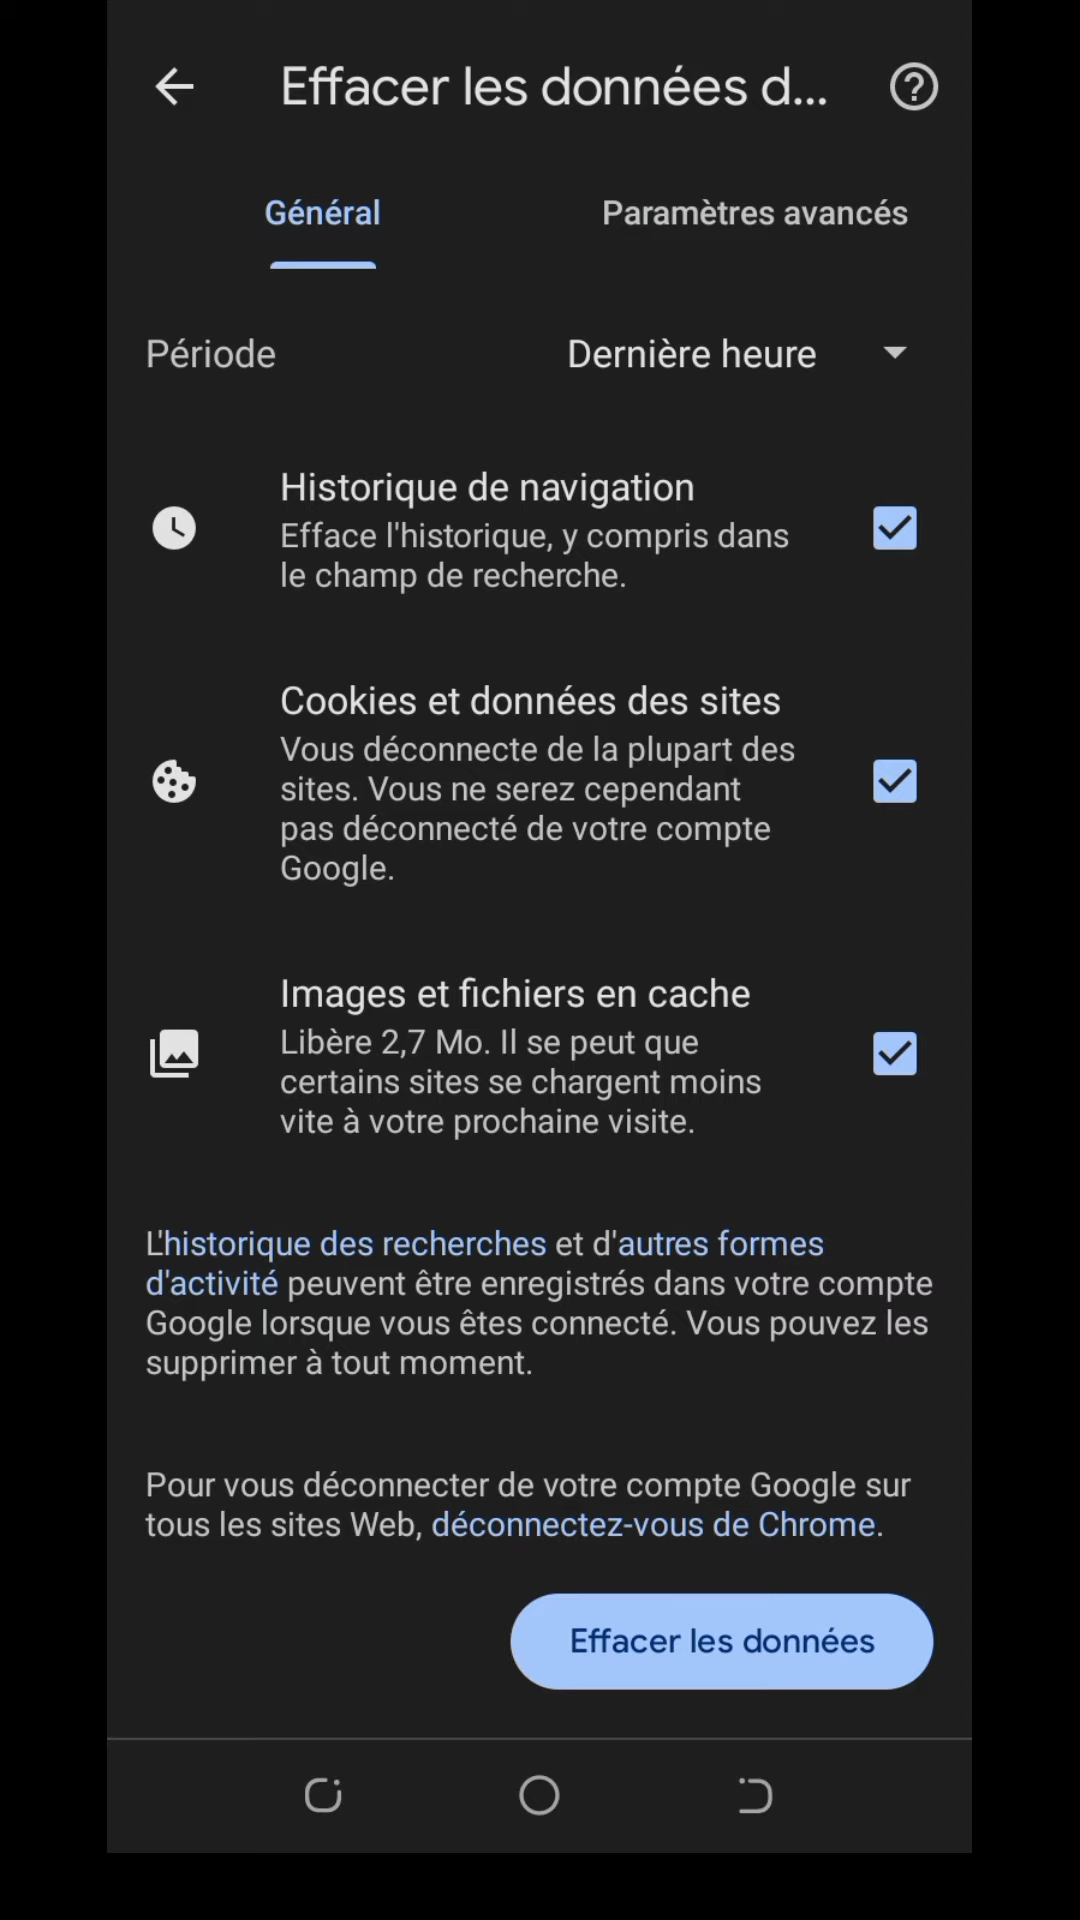 Effacer les données d...
Général
Paramètres avancés
Période
Dernière heure
Historique de navigation
Efface l'historique, y compris dans
le champ de recherche.
Cookies et données des sites
Vous déconnecte de la plupart des
sites. Vous ne serez cependant
pas déconnecté de votre compte
Google.
Images et fichiers en cache
Libère 2,7 Mo. Il se peut que
certains sites se chargent moins
vite à votre prochaine visite.
L'historique des recherches et d'autres formes
d'activité peuvent être enregistrés dans votre compte
Google lorsque vous êtes connecté. Vous pouvez les
supprimer à tout moment.
Pour vous déconnecter de votre compte Google sur
tous les sites Web, déconnectez-vous de Chrome.
Effacer les données